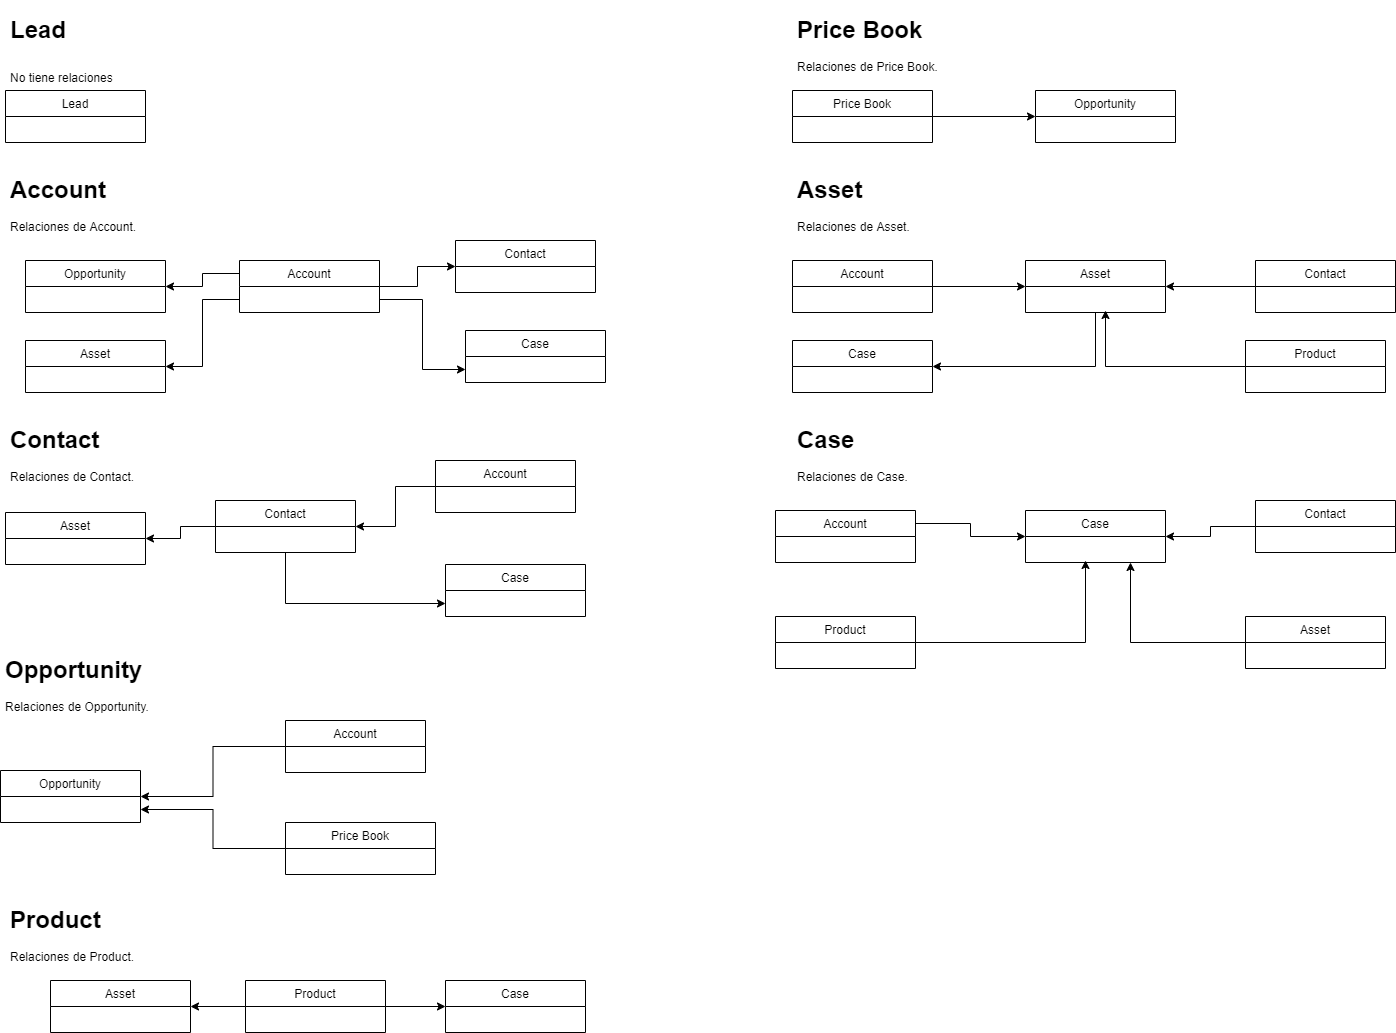 Lead
No tiene relaciones
Lead
Account
Relaciones de Account.
Opportunity
Account
Contact
Asset
Case
Contact
Relaciones de Contact.
Account
Contact
Asset
Case
Opportunity
Relaciones de Opportunity.
Account
Opportunity
Price Book
Product
Relaciones de Product.
Asset
Product
Case
Price Book
Relaciones de Price Book.
Price Book
Opportunity
Asset
Relaciones de Asset.
Account
Asset
Contact
Case
Product
Case
Relaciones de Case.
Account
Case
Contact
Product
Asset